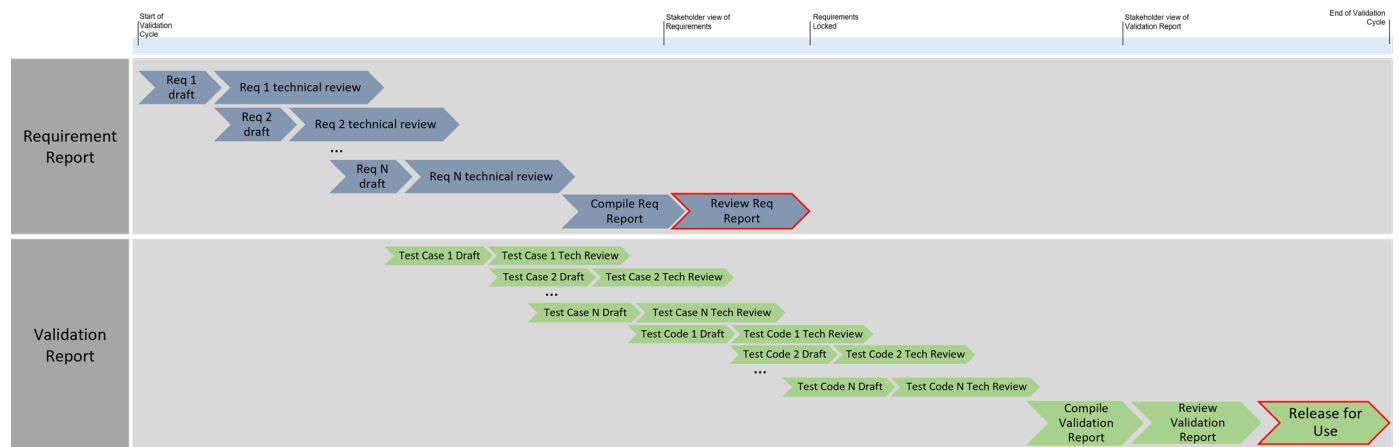 Start of
Validation
Cycle
Stakeholder view of
Requirements
Requirements
Locked
Stakeholder view of
Validation Report
End of Validation
Cycle
Requirement
Report
Req 1
draft
Req 1 technical review
Req 2
draft
Req 2 technical review
...
Req N
draft
Req N technical review
Compile Req
Report
Review Req
Report
Validation
Report
Test Case 1 Draft
Test Case 1 Tech Review
Test Case 2 Draft
Test Case 2 Tech Review
...
Test Case N Draft
Test Case N Tech Review
Test Code 1 Draft
Test Code 1 Tech Review
Test Code 2 Draft
Test Code 2 Tech Review
...
Test Code N Draft
Test Code N Tech Review
Compile
Validation
Report
Review
Validation
Report
Release for
Use